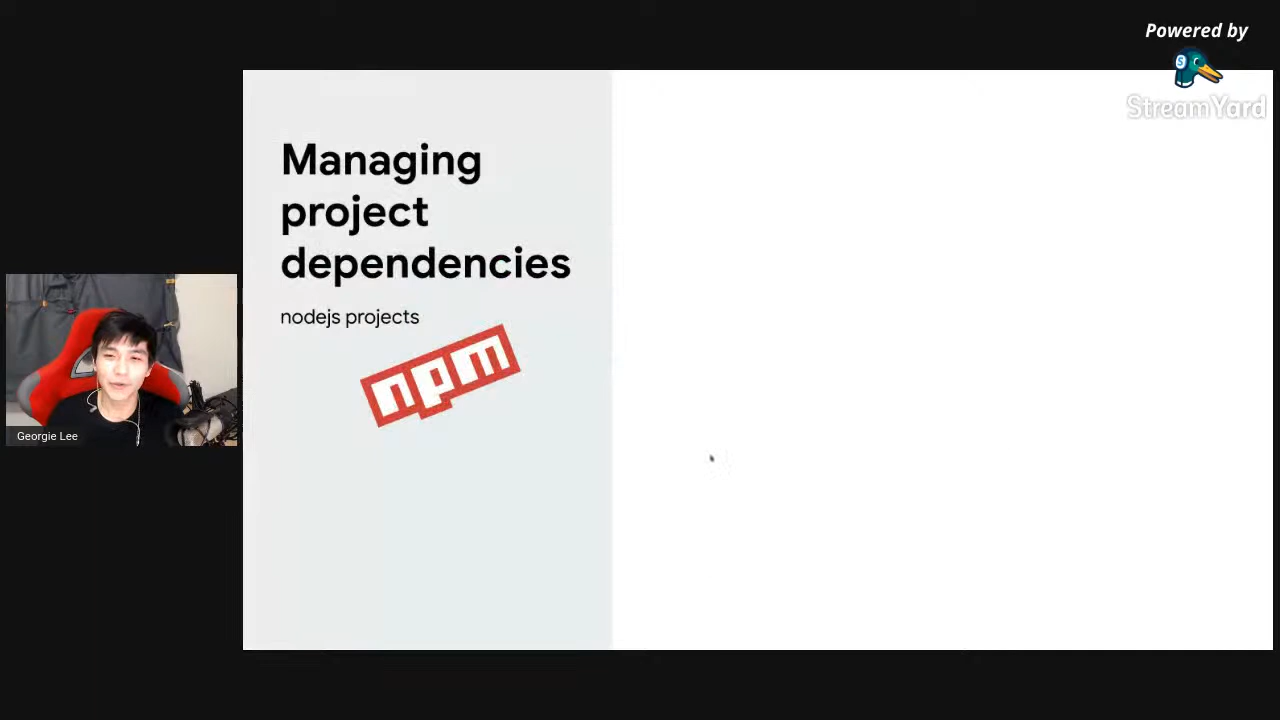 Powered by
StreamYard
Managing
project
dependencies
nodejs projects
npm
Georgie Lee